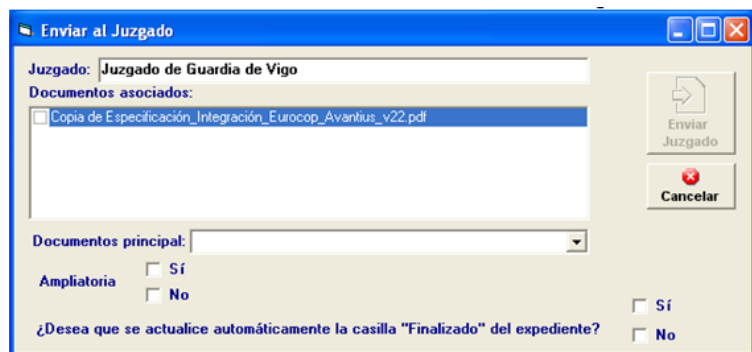 Enviar al Juzgado
Juzgado: Juzgado de Guardia de Vigo
Documentos asociados:
Copia de Especificación_Integración_Eurocop_Avantius_v22.pdf
Enviar
Juzgado
Cancelar
Documentos principal:
Ampliatoria
Sí
No
¿Desea que se actualice automáticamente la casilla "Finalizado" del expediente?
Sí
No